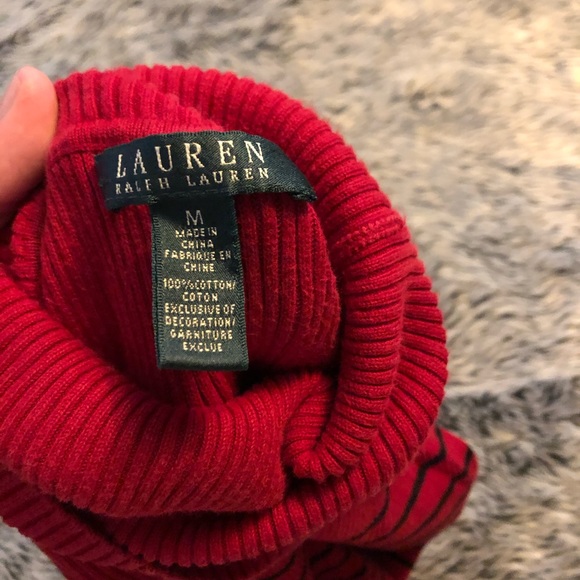 LAUREN
RALPH LAUREN
M
MADE IN
CHINA
FABRIQUE EN
CHINE
100%COTTON/
COTON
EXCLUSIVE OF
DECORATION/
GARNITURE
EXCLUE